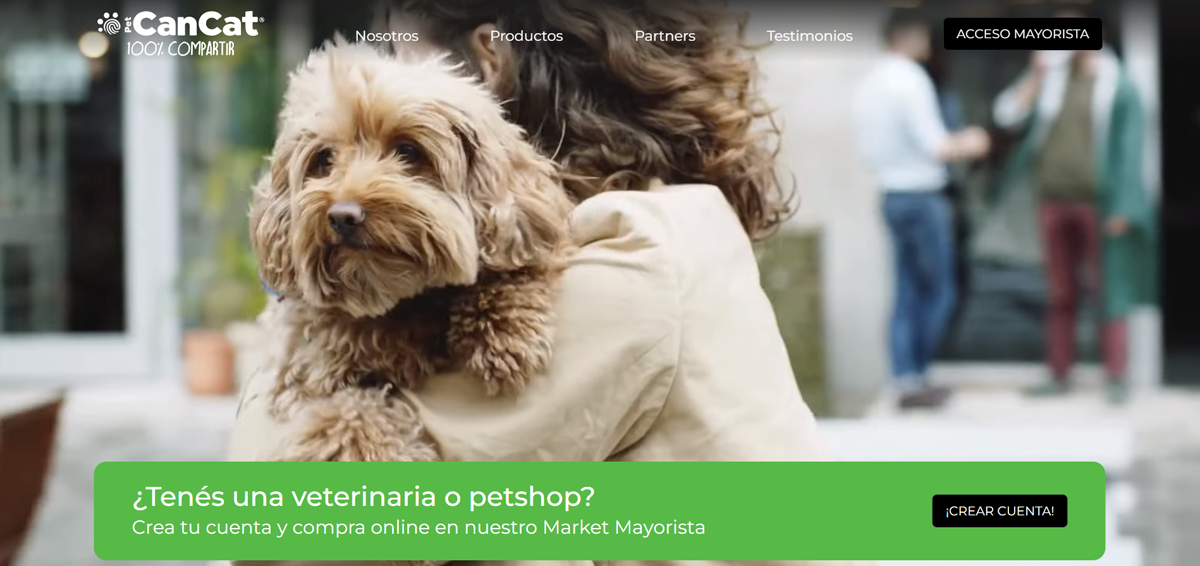 Pet CanCat®
100% COMPARTIR
Nosotros
Productos
Partners
Testimonios
ACCESO MAYORISTA
¿Tenés una veterinaria o petshop?
Crea tu cuenta y compra online en nuestro Market Mayorista
¡CREAR CUENTA!